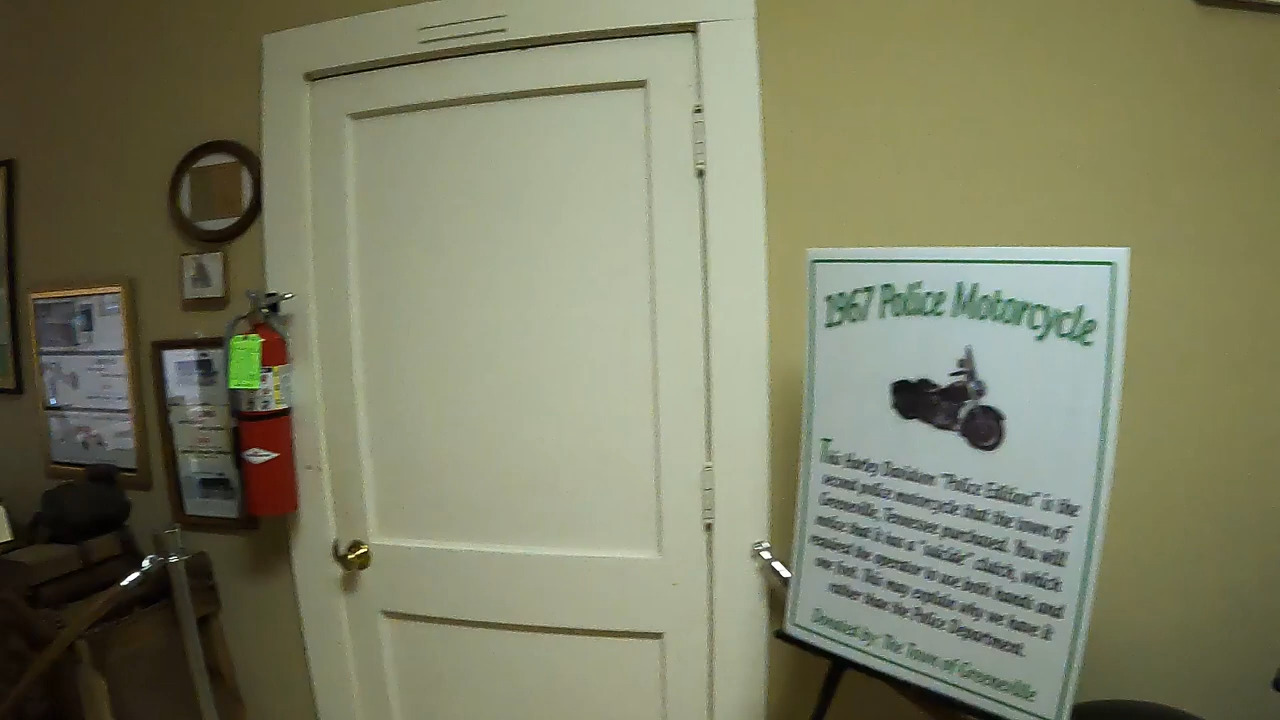 1967 Police Motorcycle
This Harley Davidson "Police Edition" is the
second police motorcycle that the town of
Greeneville, Tennessee purchased. You will
notice that it has a "suicide" clutch, which
required the operator to use both hands and
two feet. This may explain why we have it
rather than the Police Department.
Donated by: The Town of Greeneville